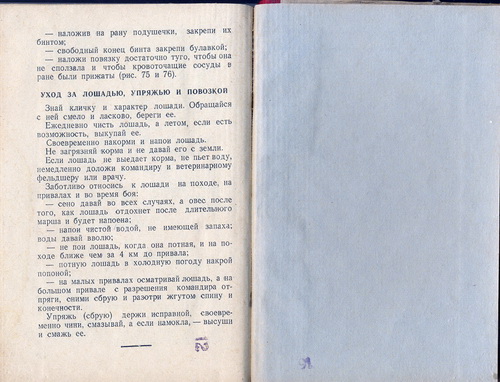 — наложив на рану подушечки, закрепи их
бинтом;
— свободный конец бинта закрепи булавкой;
— наложи повязку достаточно туго, чтобы она
не сползала и чтобы кровоточащие сосуды в
ране были прижаты (рис. 75 и 76).
УХОД ЗА ЛОШАДЬЮ, УПРЯЖЬЮ И ПОВОЗКОЙ
Знай кличку и характер лошади. Обращайся
с ней смело и ласково, береги ее.
Ежедневно чисть лошадь, а летом, если есть
возможность, выкупай ее.
Своевременно накорми и напои лошадь.
Не загрязняй корма и не давай его с земли.
Если лошадь не выедает корма, не пьет воду,
немедленно доложи командиру и ветеринарному
фельдшеру или врачу.
Заботливо относись к лошади на походе, на
привалах и во время боя:
— сено давай во всех случаях, а овес после
того, как лошадь отдохнет после длительного
марша и будет напоена;
— напои чистой водой, не имеющей запаха;
воды давай вволю;
— не пои лошадь, когда она потная, и на по-
ходе ближе чем за 4 км до привала;
— потную лошадь в холодную погоду накрой
попоной;
— на малых привалах осматривай лошадь, а на
большом привале с разрешения командира от-
пряги, сними сбрую и разотри жгутом спину и
конечности.
Упряжь (сбрую) держи исправной, своевре-
менно чини, смазывай, а если намокла, — высуши
и смажь ее.